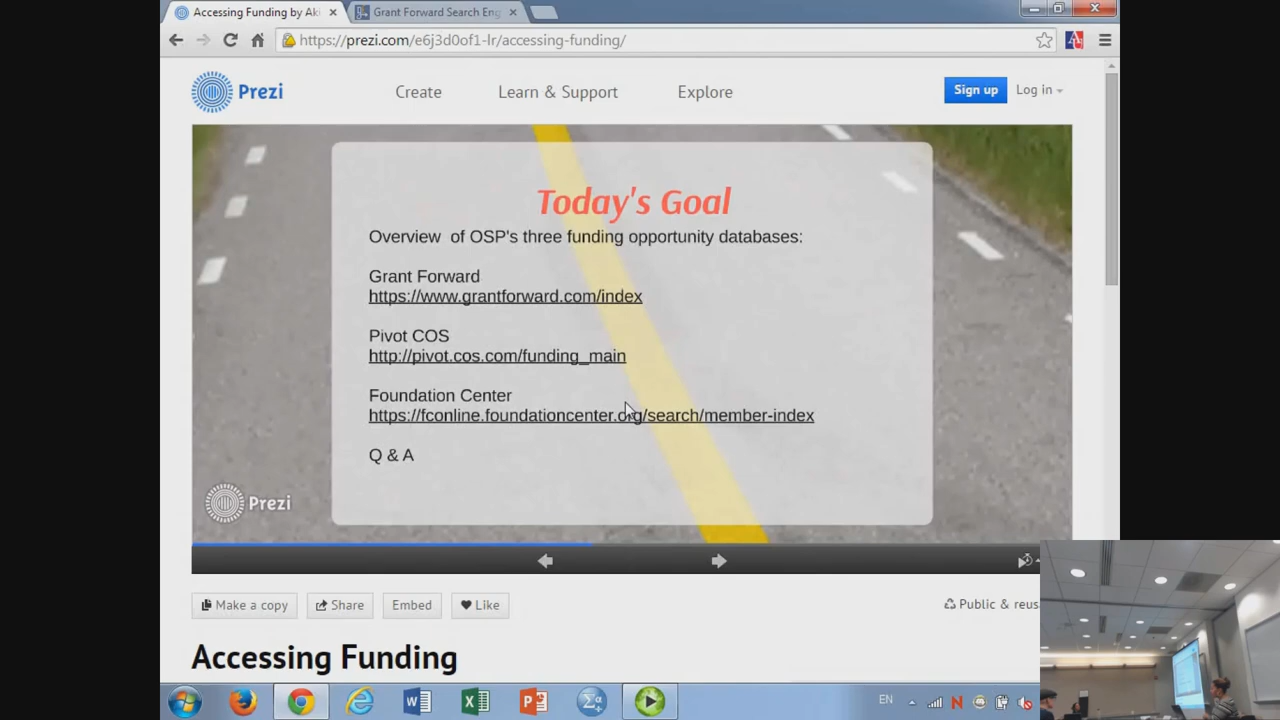 Accessing Funding by Aki
Grant Forward Search Eng
https://prezi.com/e6j3d0of1-lr/accessing-funding/
Prezi
Create
Learn & Support
Explore
Sign up
Log in
Today's Goal
Overview of OSP's three funding opportunity databases:
Grant Forward
https://www.grantforward.com/index
Pivot COS
http://pivot.cos.com/funding_main
Foundation Center
https://fconline.foundationcenter.org/search/member-index
Q & A
Prezi
Make a copy
Share
Embed
Like
Public & reus
Accessing Funding
EN